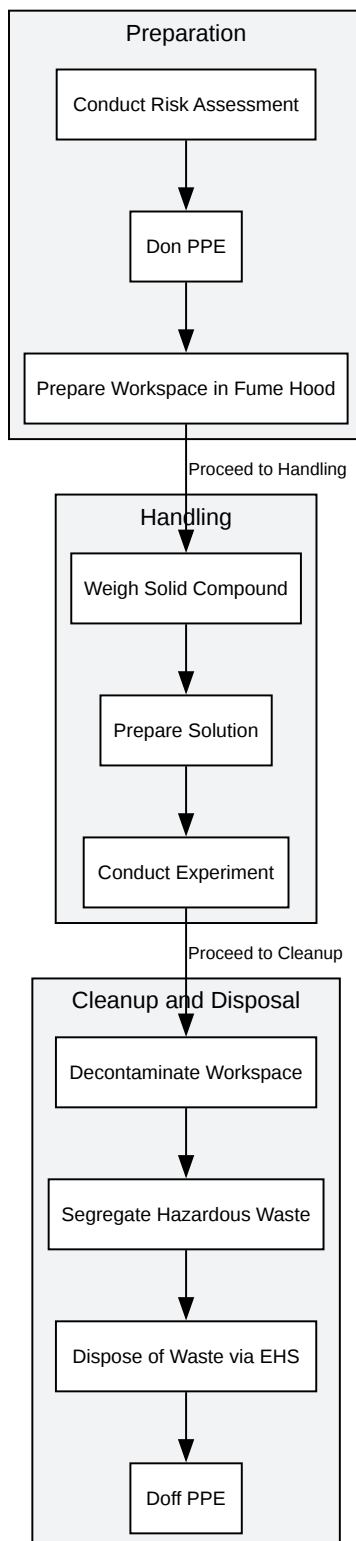 Preparation
Conduct Risk Assessment
Don PPE
Prepare Workspace in Fume Hood
Proceed to Handling
Handling
Weigh Solid Compound
Prepare Solution
Conduct Experiment
Proceed to Cleanup
Cleanup and Disposal
Decontaminate Workspace
Segregate Hazardous Waste
Dispose of Waste via EHS
Doff PPE